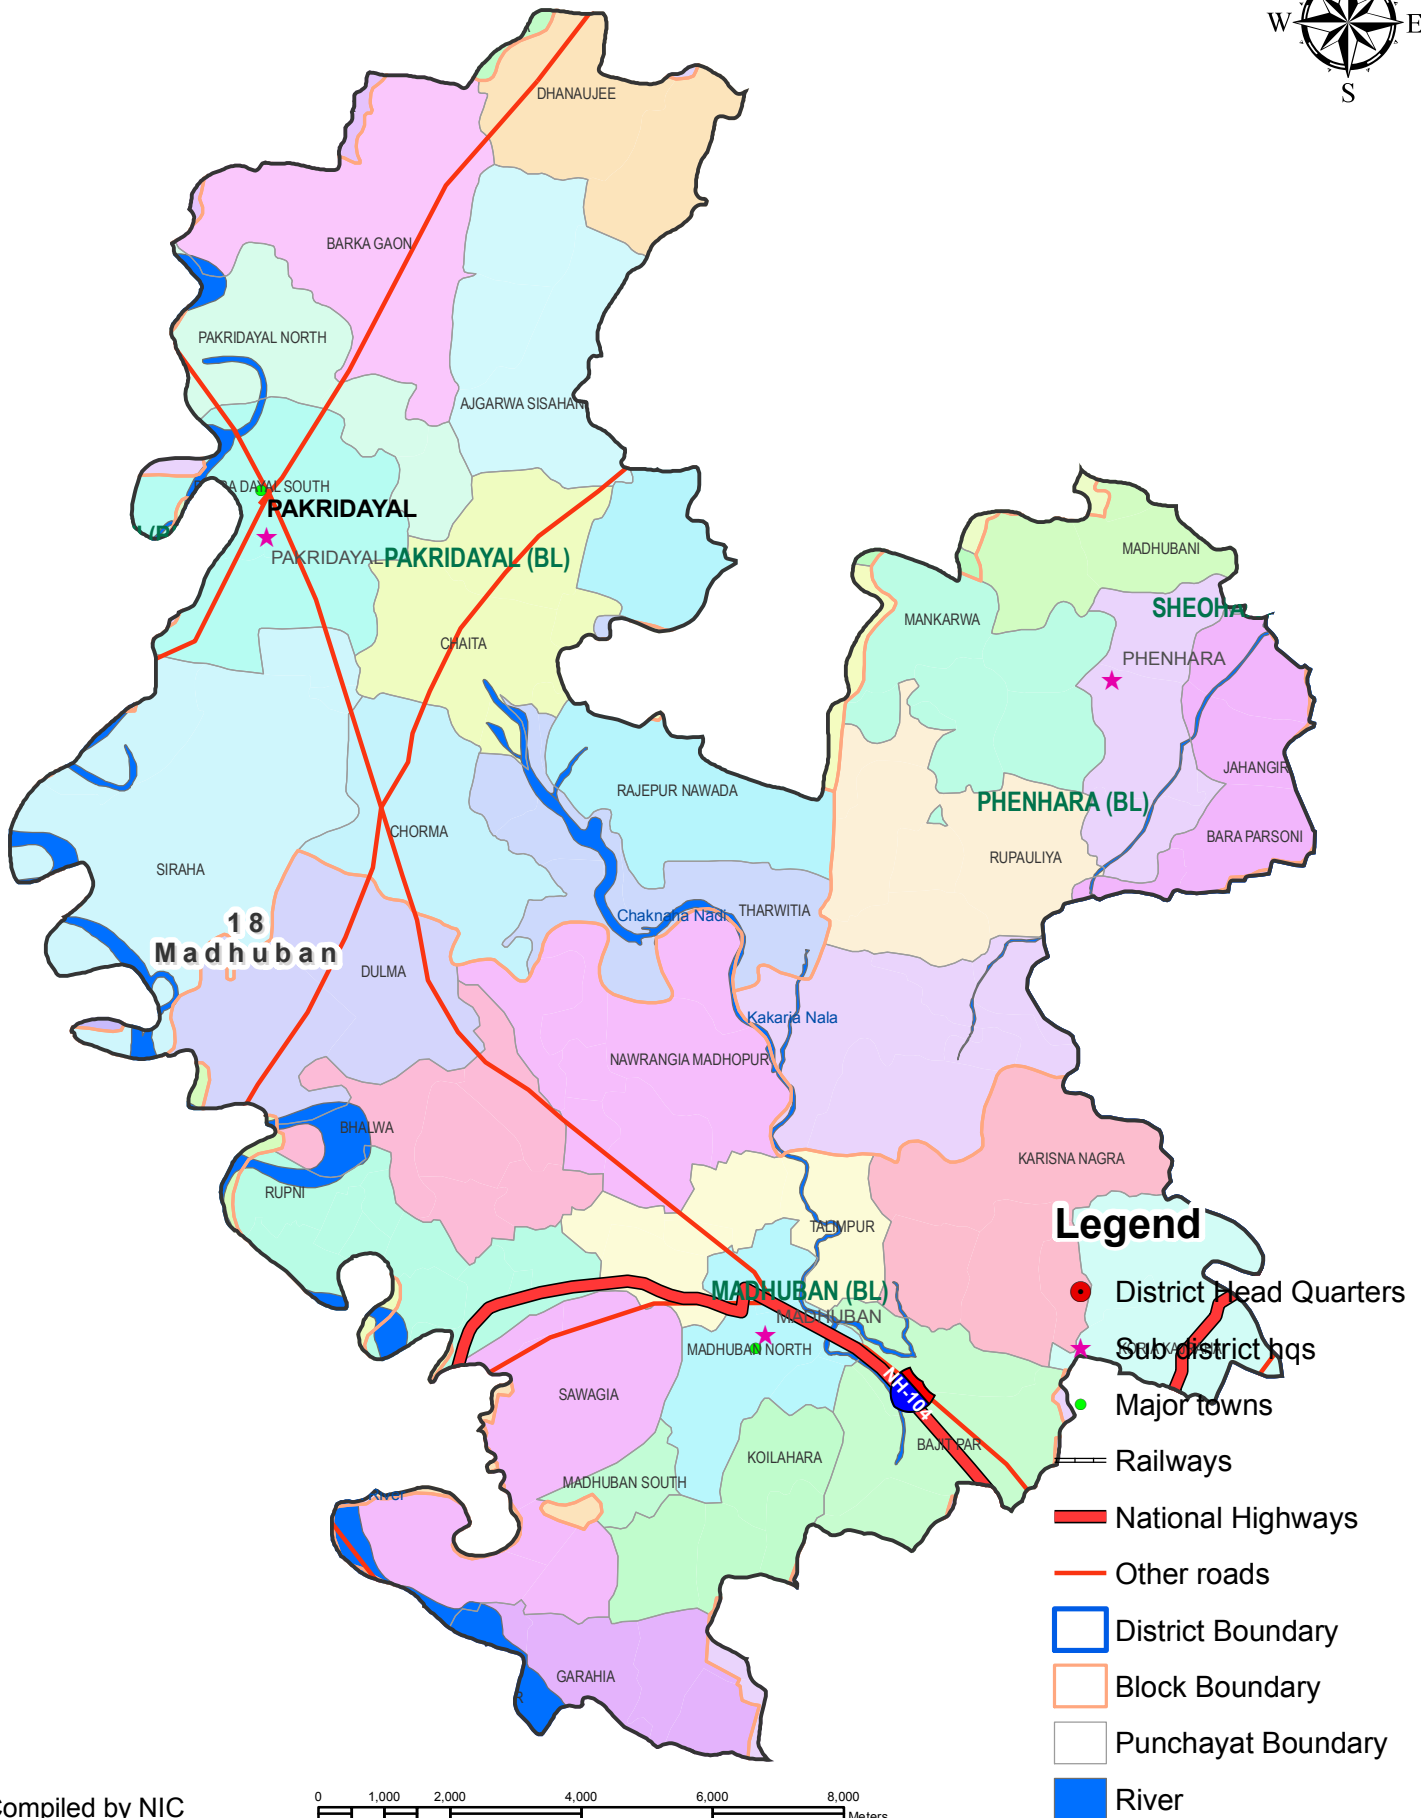 W E
S
DHANAUJEE
BARKA GAON
PAKRIDAYAL NORTH
AJGARWA SISAHAN
DAYAL SOUTH
PAKRIDAYAL
PAKRIDAYAL
PAKRIDAYAL (BL)
MADHUBANI
SHEOHA
MANKARWA
CHAITA
PHENHARA
RAJEPUR NAWADA
JAHANGIR
PHENHARA (BL)
CHORMA
BARA PARSONI
RUPAULIYA
SIRAHA
18
Madhuban
Chaknaha Nadi
THARWITIA
DULMA
Kakaria Nala
NAWRANGIA MADHOPUR
BHALWA
KARISNA NAGRA
RUPNI
TALIMPUR
MADHUBAN (BL)
MADHUBAN
MADHUBAN NORTH
SAWAGIA
NH-104
BAJIT PAR
KOILAHARA
MADHUBAN SOUTH
River
GARAHIA
R
Legend
District Head Quarters
Sub district hqs
Major towns
Railways
National Highways
Other roads
District Boundary
Block Boundary
Punchayat Boundary
River
Compiled by NIC
0 1,000 2,000 4,000 6,000 8,000
Meters